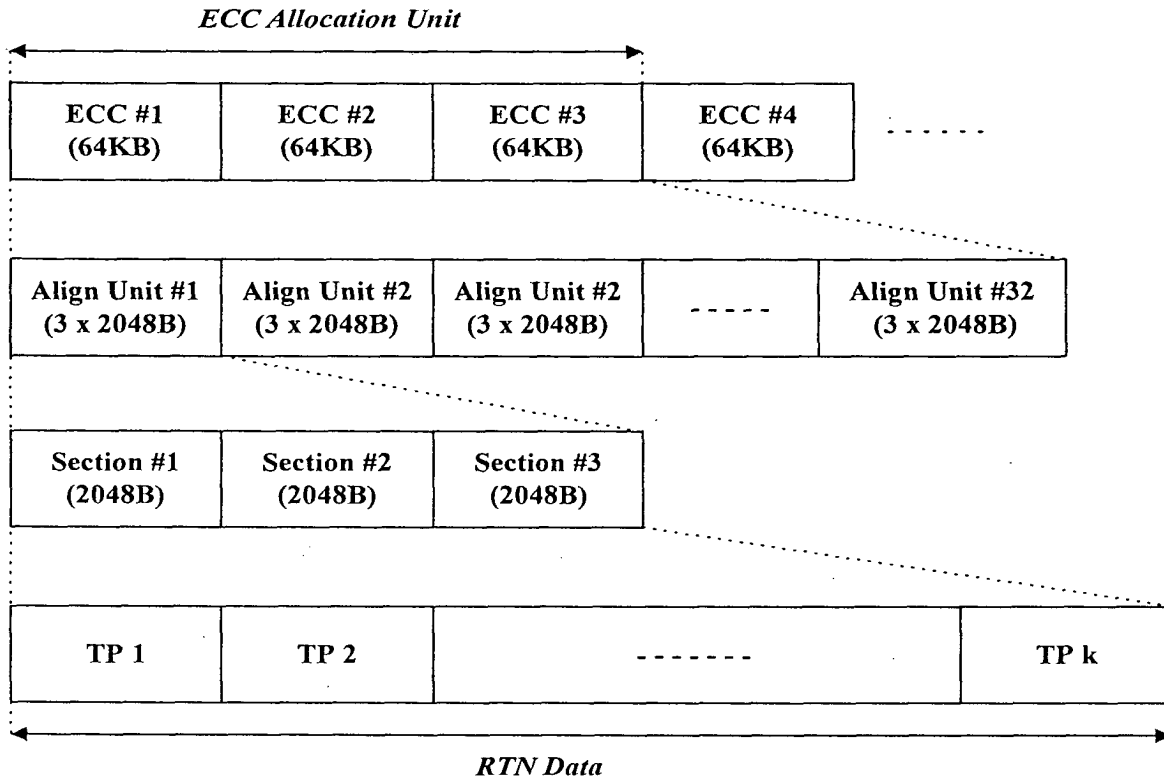 ECC Allocation Unit
ECC #1
(64KB)
ECC #2
(64KB)
ECC #3
(64KB)
ECC #4
(64KB)
Align Unit #1
(3 x 2048B)
Align Unit #2
(3 x 2048B)
Align Unit #2
(3 x 2048B)
Align Unit #32
(3 x 2048B)
Section #1
(2048B)
Section #2
(2048B)
Section #3
(2048B)
TP 1
TP 2
TP k
RTN Data